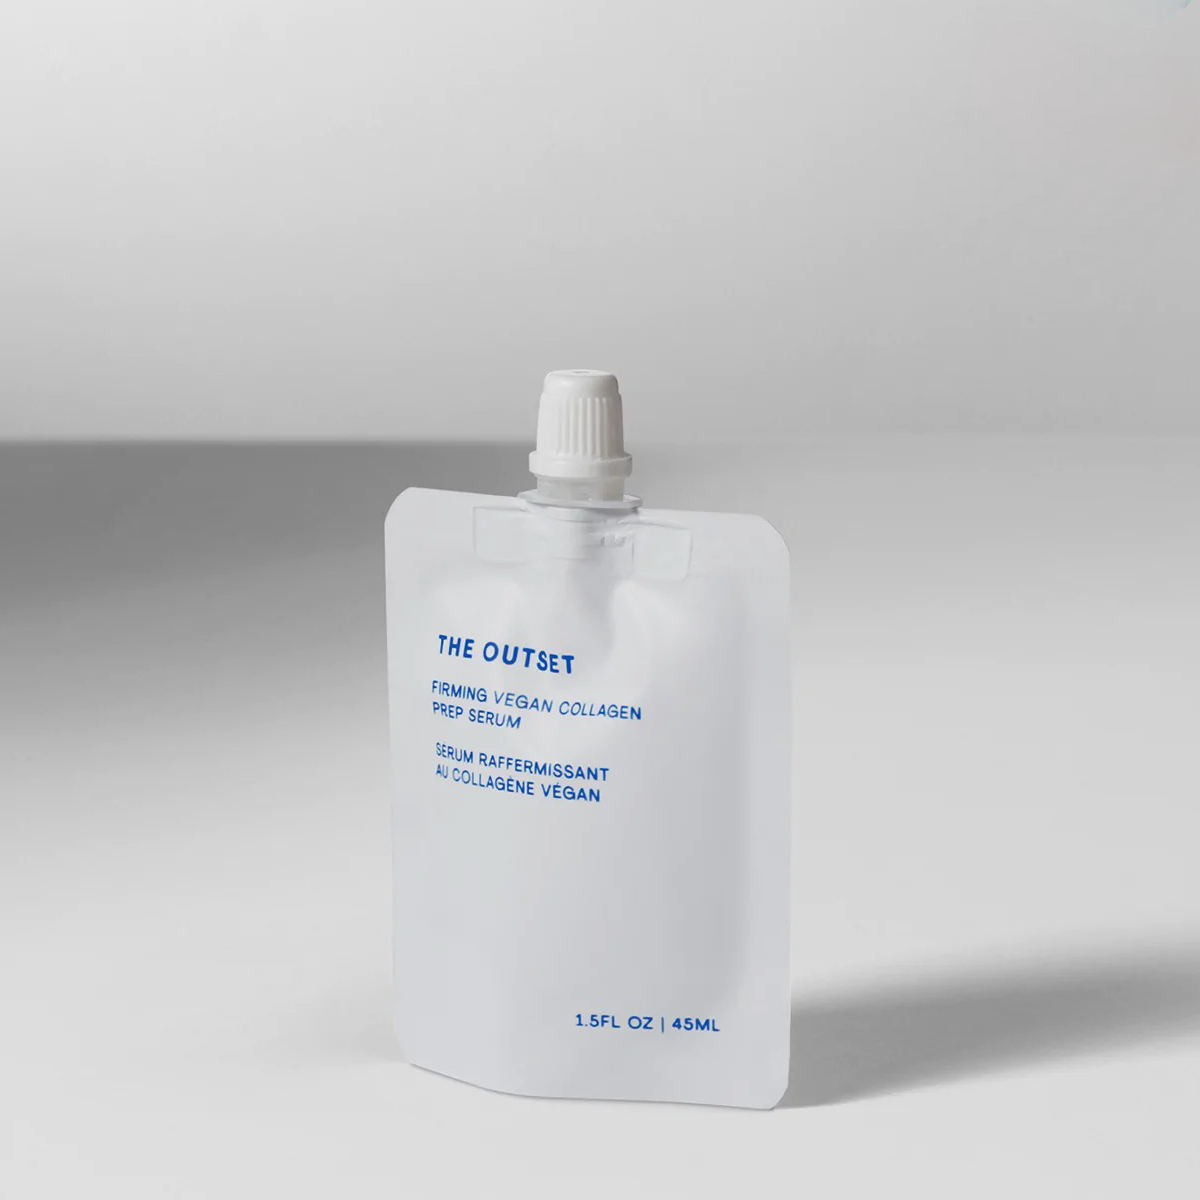 THE OUTSET
FIRMING VEGAN COLLAGEN
PREP SERUM
SÉRUM RAFFERMISSANT
AU COLLAGÈNE VÉGAN
1.5FL OZ | 45ML